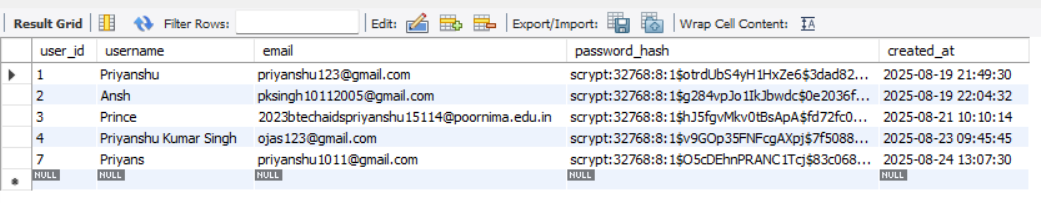 Result Grid Filter Rows: Edit: Export/Import: Wrap Cell Content: IA
user_id username email password_hash created_at
1 Priyanshu priyanshu123@gmail.com scrypt:32768:8:1$otrdUbS4yH1HxZe6$3dad82... 2025-08-19 21:49:30
2 Ansh pksingh10112005@gmail.com scrypt:32768:8:1$g284vpJo1IkJbwdc$0e2036f... 2025-08-19 22:04:32
3 Prince 2023btechaidspriyanshu15114@poornima.edu.in scrypt:32768:8:1$hJ5fgvMkv0tBsApA$fd72fc0... 2025-08-21 10:10:14
4 Priyanshu Kumar Singh ojas123@gmail.com scrypt:32768:8:1$v9GOp35FNFcgAXpj$7f5088... 2025-08-23 09:45:45
7 Priyans priyanshu1011@gmail.com scrypt:32768:8:1$O5cDEhnPRANC1Tcj$83c068... 2025-08-24 13:07:30
NULL NULL NULL NULL NULL